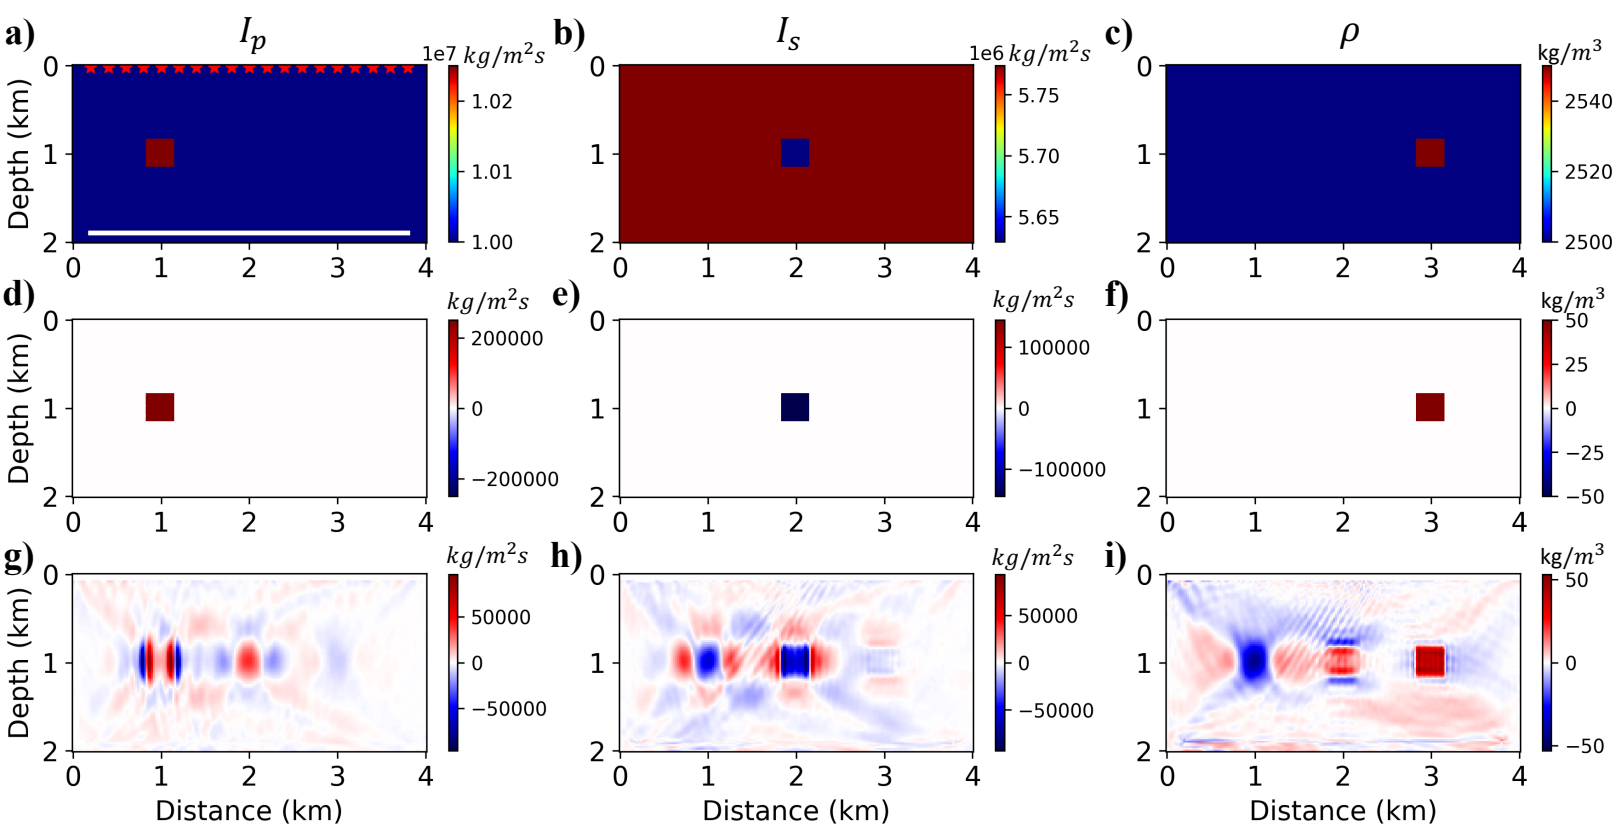 a) I_p b) I_s c) ρ
1e7 kg/m²s 1e6 kg/m²s kg/m³
Depth (km) 0 1 2 1.02 1.01 1.00 0 1 2 5.75 5.70 5.65 0 1 2 2540 2520 2500
0 1 2 3 4 0 1 2 3 4 0 1 2 3 4
d) kg/m²s e) kg/m²s f) kg/m³
Depth (km) 0 1 2 200000 0 −200000 0 1 2 100000 0 −100000 0 1 2 50 25 0 −25 −50
0 1 2 3 4 0 1 2 3 4 0 1 2 3 4
g) kg/m²s h) kg/m²s i) kg/m³
Depth (km) 0 1 2 50000 0 −50000 0 1 2 50000 0 −50000 0 1 2 50 0 −50
0 1 2 3 4 0 1 2 3 4 0 1 2 3 4
Distance (km) Distance (km) Distance (km)